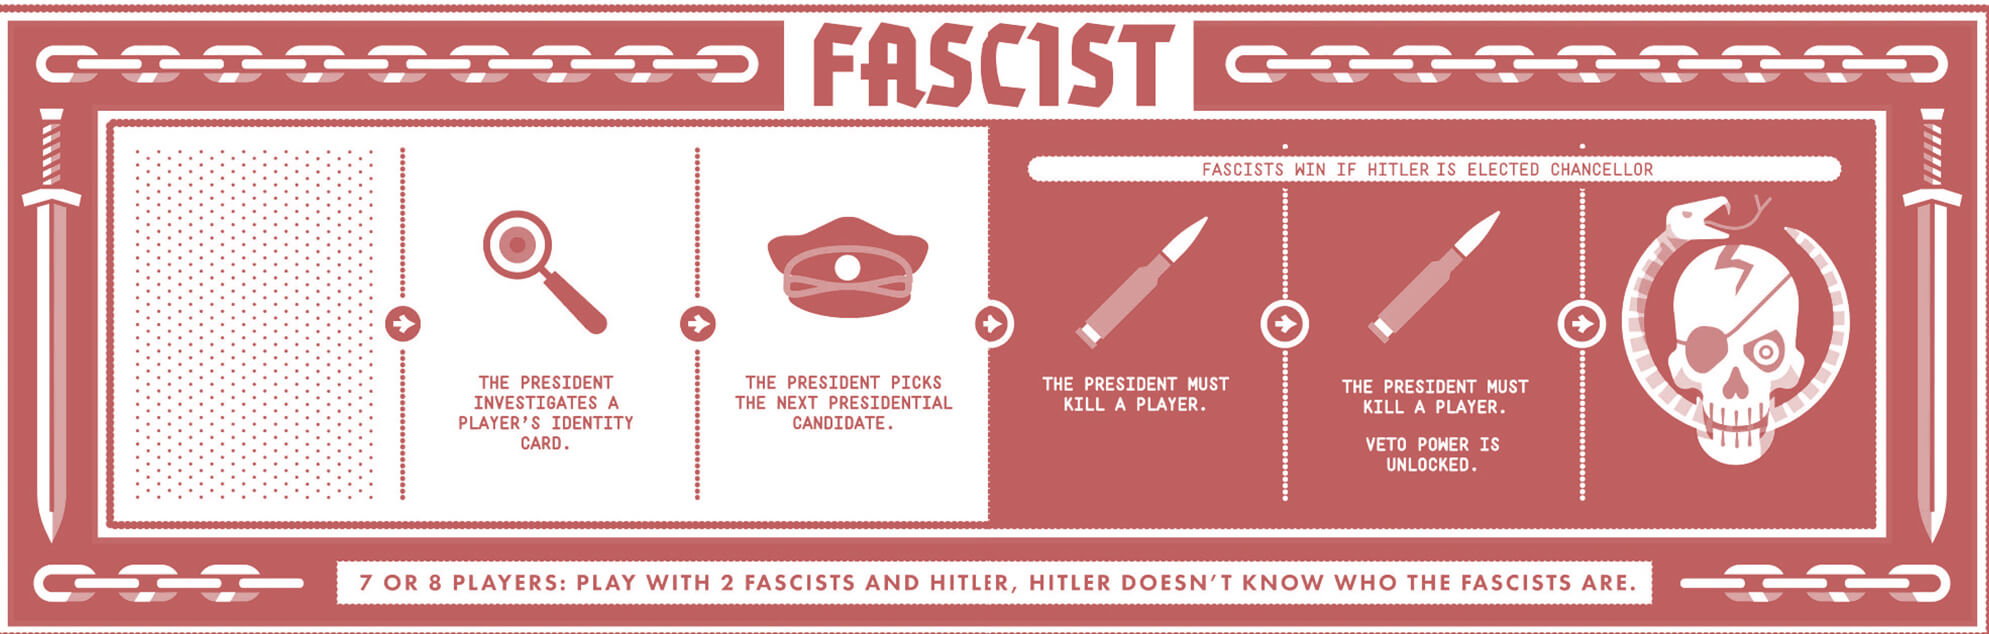 FASCIST
FASCISTS WIN IF HITLER IS ELECTED CHANCELLOR
THE PRESIDENT
INVESTIGATES A
PLAYER'S IDENTITY
CARD.
THE PRESIDENT PICKS
THE NEXT PRESIDENTIAL
CANDIDATE.
THE PRESIDENT MUST
KILL A PLAYER.
THE PRESIDENT MUST
KILL A PLAYER.
VETO POWER IS
UNLOCKED.
7 OR 8 PLAYERS: PLAY WITH 2 FASCISTS AND HITLER, HITLER DOESN'T KNOW WHO THE FASCISTS ARE.